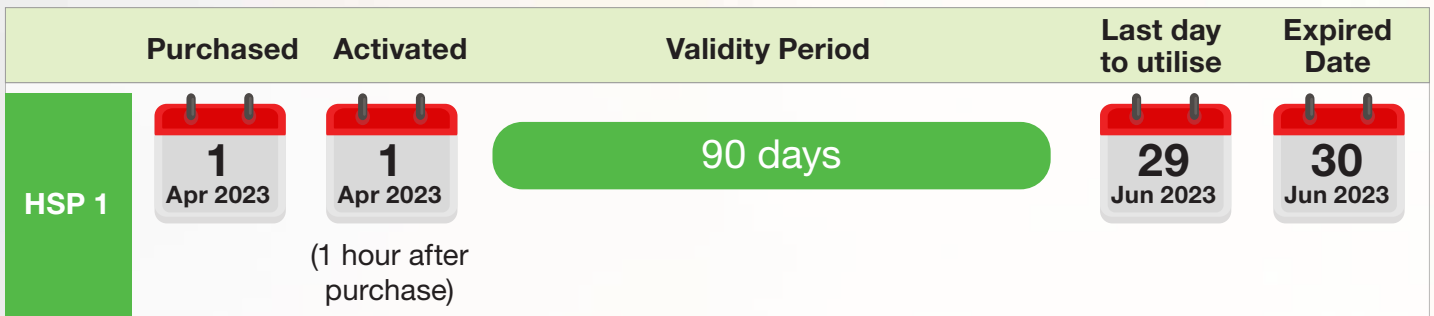 Purchased Activated Validity Period Last day to utilise Expired Date
HSP 1
1
Apr 2023
1
Apr 2023
(1 hour after
purchase)
90 days
29
Jun 2023
30
Jun 2023